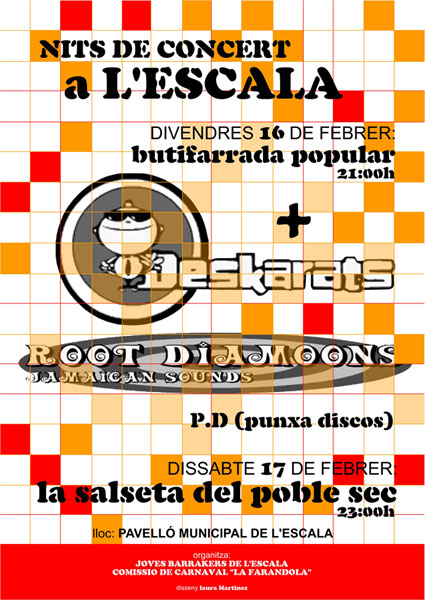 NITS DE CONCERT
a L'ESCALA
DIVENDRES 16 DE FEBRER:
butifarrada popular
21:00h
+
Deskarats
ROOT DIAMOONS
JAMAICAN SOUNDS
P.D (punxa discos)
DISSABTE 17 DE FEBRER:
la salseta del poble sec
23:00h
lloc: PAVELLÓ MUNICIPAL DE L'ESCALA
organitza:
JOVES BARRAKERS DE L'ESCALA
COMISSIO DE CARNAVAL "LA FARANDOLA"
disseny laura Martinez